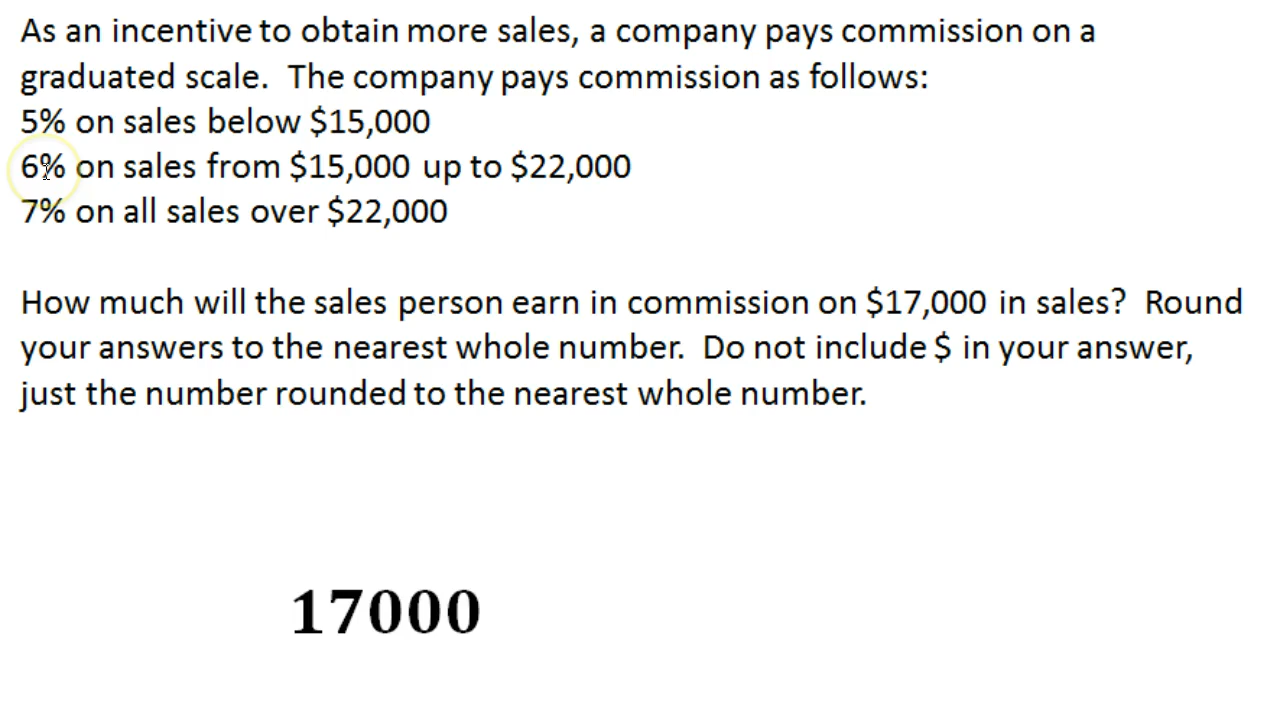 As an incentive to obtain more sales, a company pays commission on a
graduated scale.  The company pays commission as follows:
5% on sales below $15,000
6% on sales from $15,000 up to $22,000
7% on all sales over $22,000
How much will the sales person earn in commission on $17,000 in sales?  Round
your answers to the nearest whole number.  Do not include $ in your answer,
just the number rounded to the nearest whole number.
17000